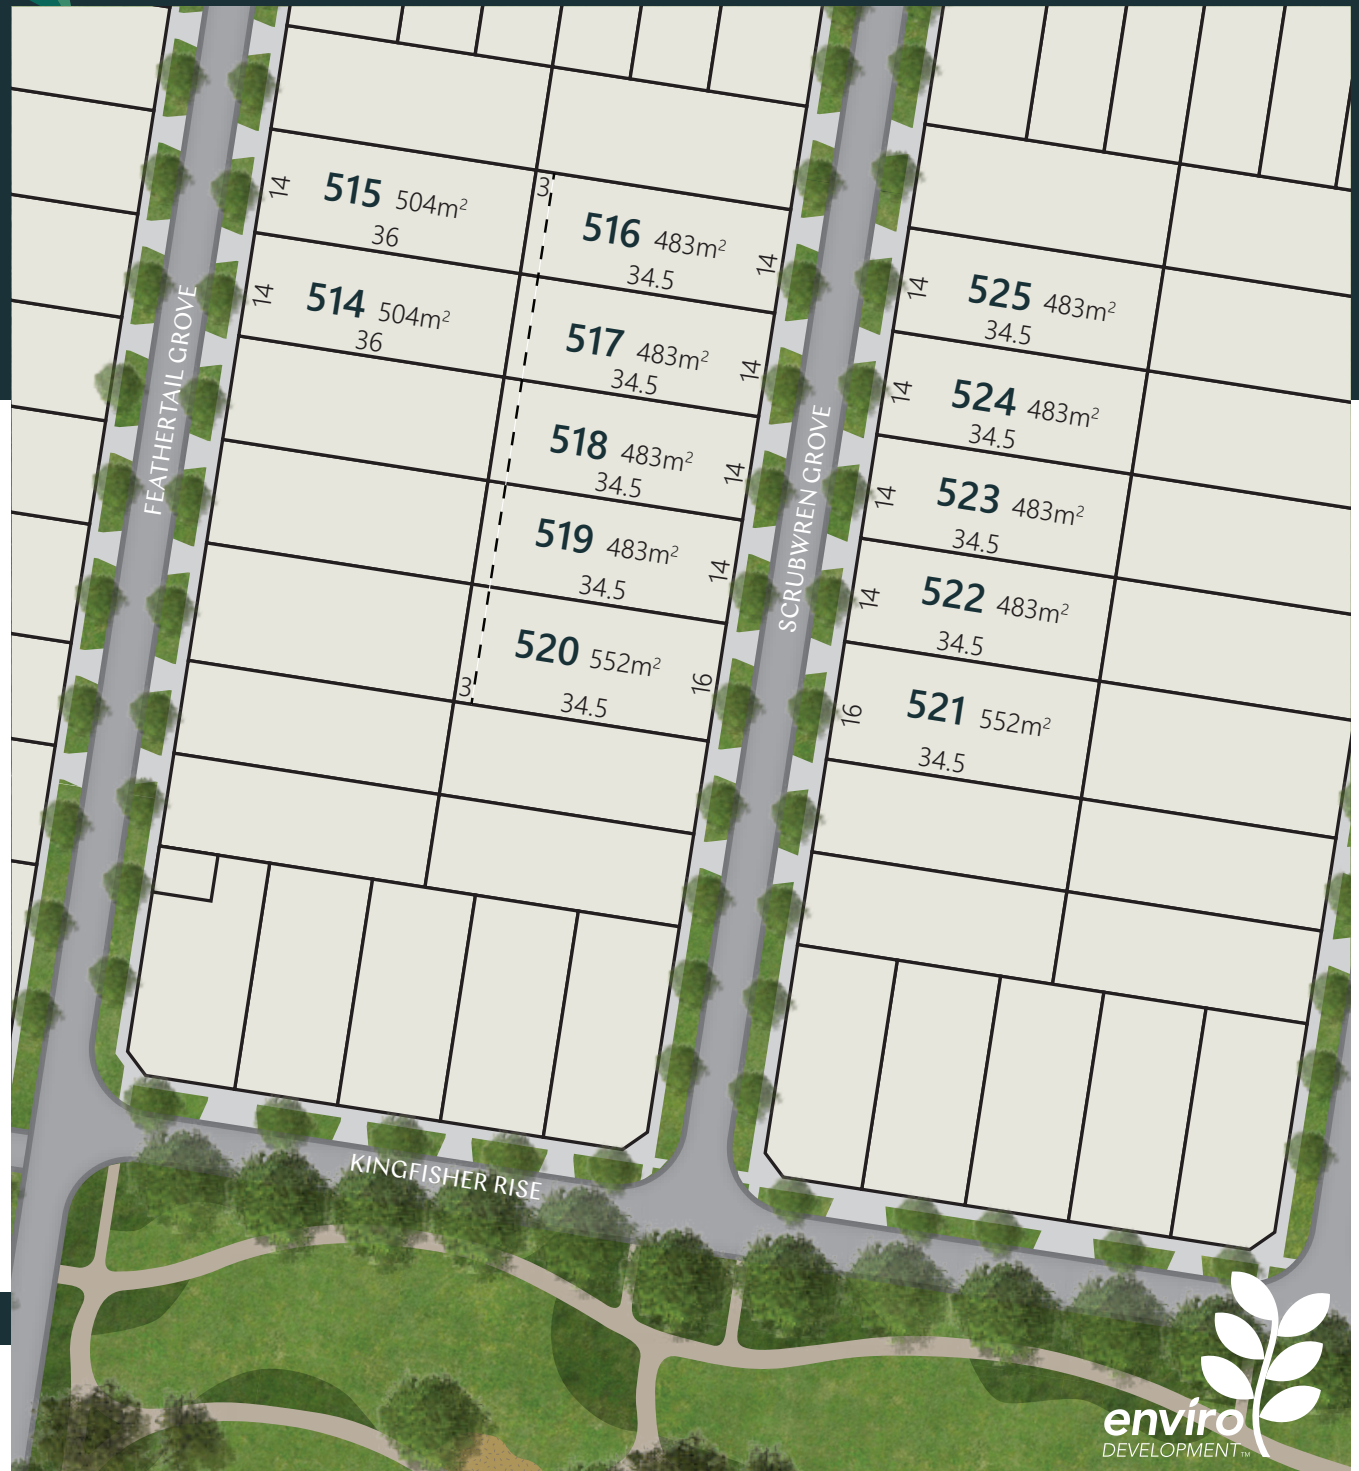 515 504m²
14
36
514 504m²
14
36
3
516 483m²
14
34.5
517 483m²
14
34.5
518 483m²
14
34.5
519 483m²
14
34.5
520 552m²
16
3
34.5
525 483m²
14
34.5
524 483m²
14
34.5
523 483m²
14
34.5
522 483m²
14
34.5
521 552m²
16
34.5
FEATHERTAIL GROVE
SCRUBWREN GROVE
KINGFISHER RISE
enviro
DEVELOPMENT™